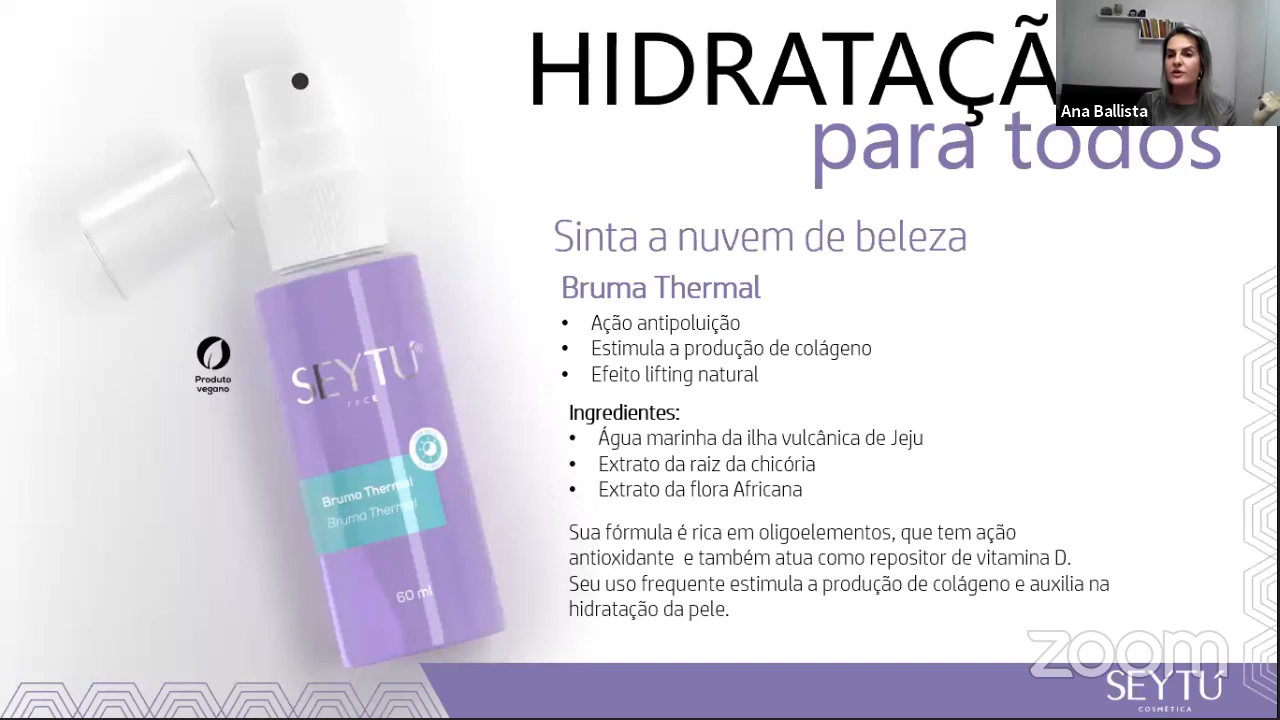 HIDRATAÇÃ
Ana Ballista
para todos
Sinta a nuvem de beleza
Bruma Thermal
• Ação antipoluição
• Estimula a produção de colágeno
• Efeito lifting natural
Ingredientes:
• Água marinha da ilha vulcânica de Jeju
• Extrato da raiz da chicória
• Extrato da flora Africana
Sua fórmula é rica em oligoelementos, que tem ação
antioxidante e também atua como repositor de vitamina D.
Seu uso frequente estimula a produção de colágeno e auxilia na
hidratação da pele.
Produto
vegano
SEYTÚ®
FACE
Bruma Thermal
Bruma Thermal
60 ml
zoom
SEYTÚ
COSMÉTICA